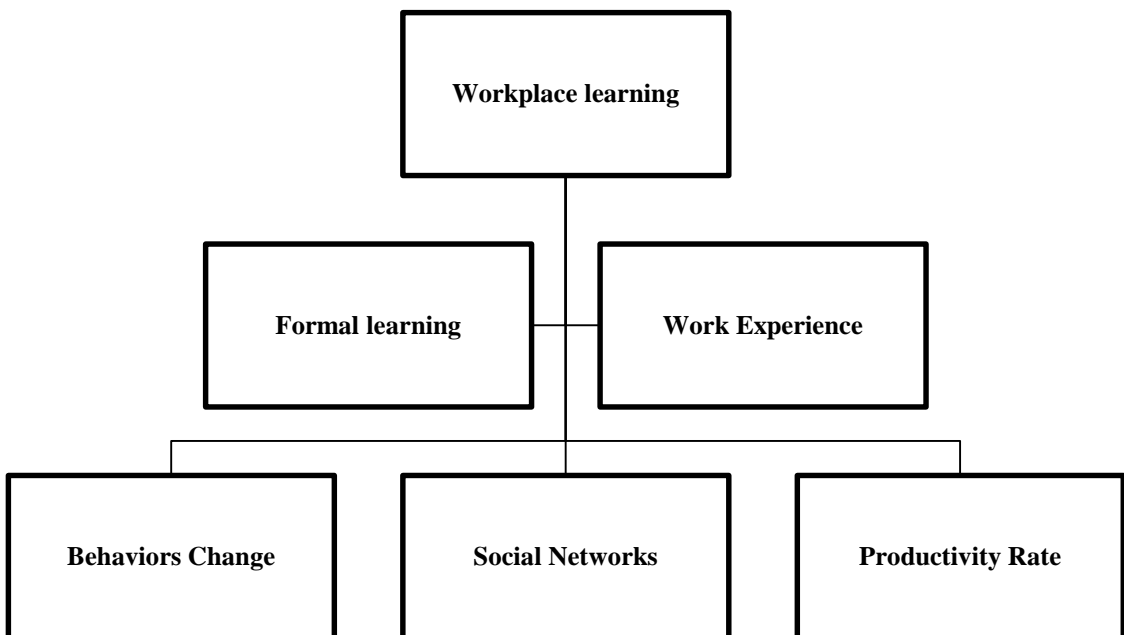 Workplace learning
Formal learning
Work Experience
Behaviors Change
Social Networks
Productivity Rate